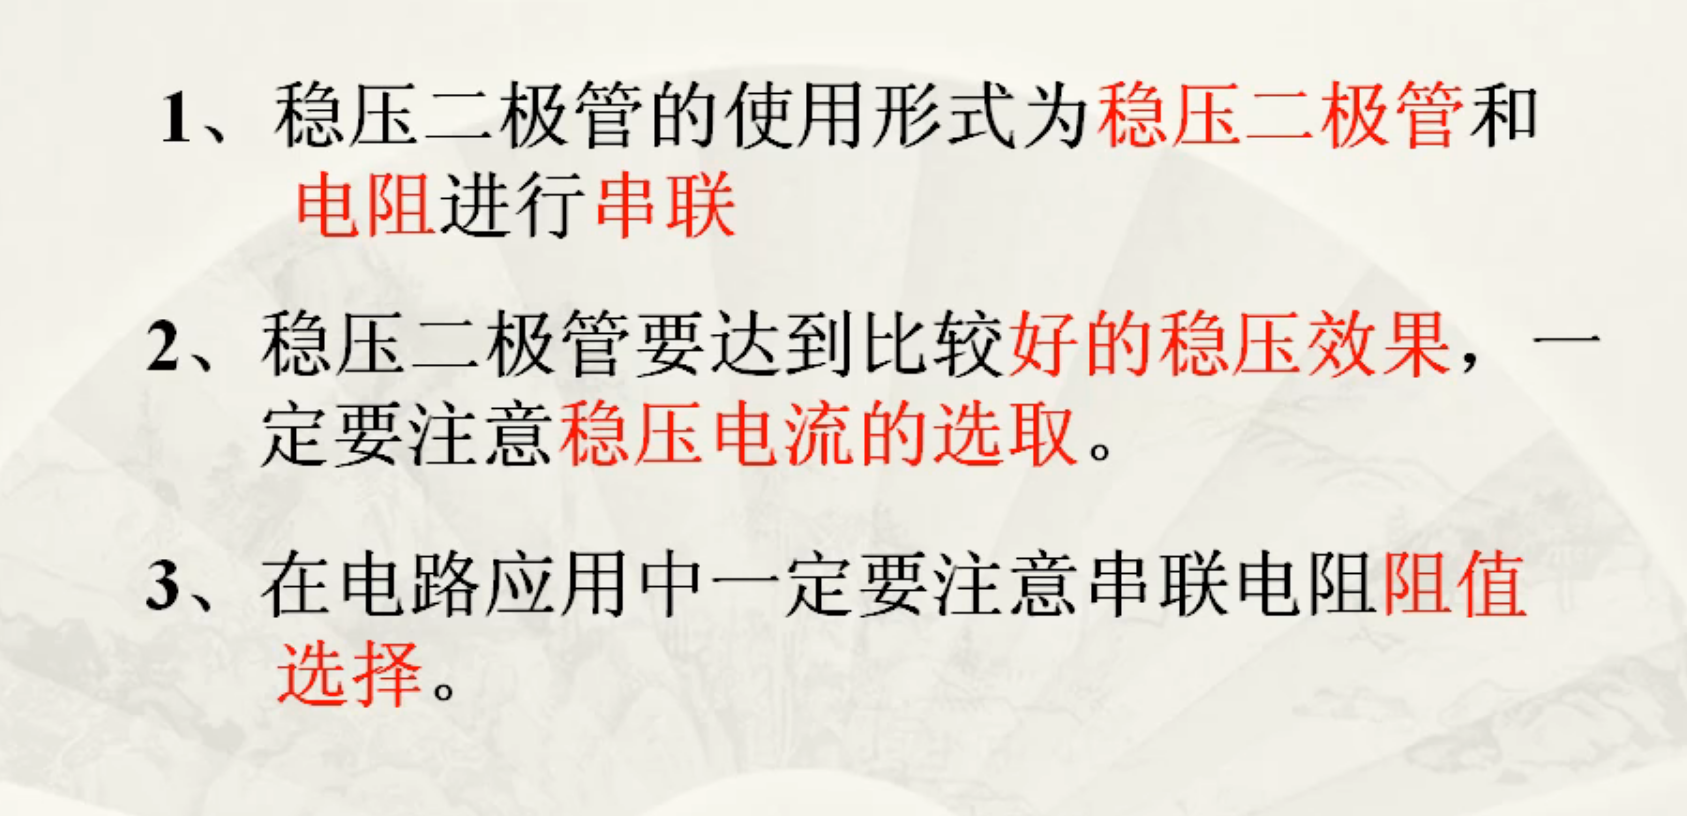 1、稳压二极管的使用形式为稳压二极管和
电阻进行串联
2、稳压二极管要达到比较好的稳压效果，一
定要注意稳压电流的选取。
3、在电路应用中一定要注意串联电阻阻值
选择。